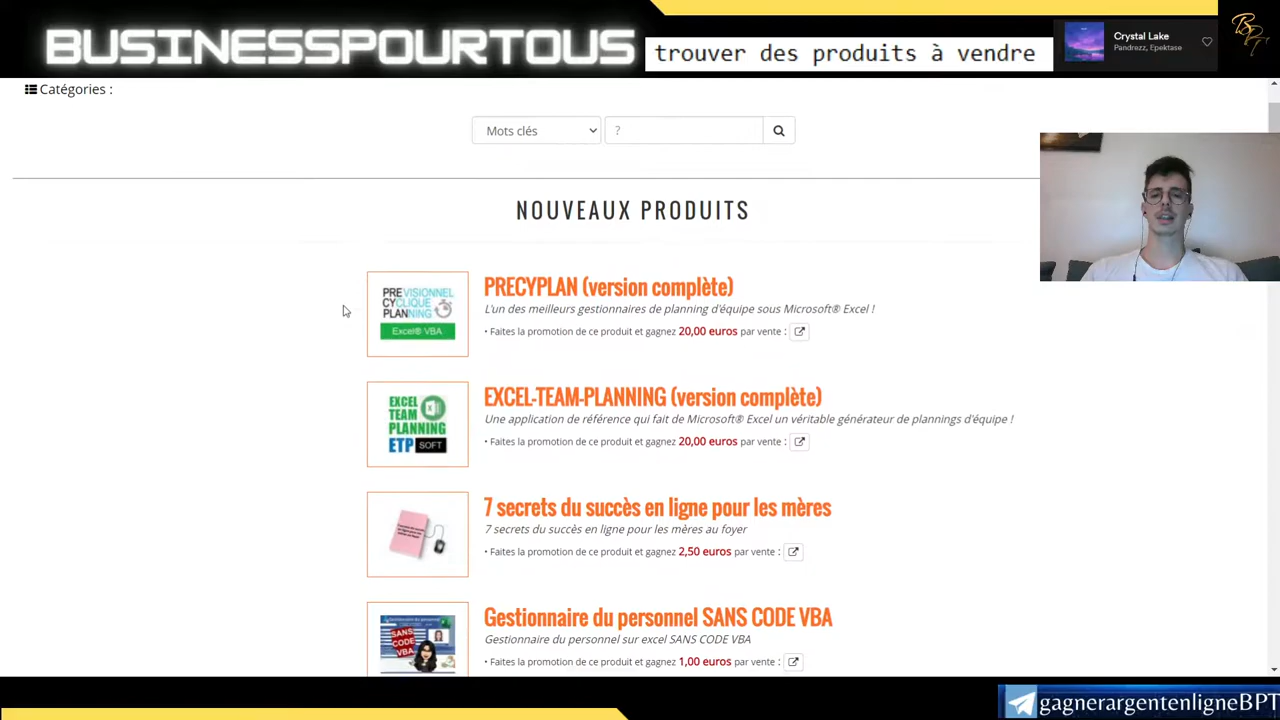 BUSINESSPOURTOUS
trouver des produits à vendre
Crystal Lake
Pandrezz, Epektase
Catégories :
Mots clés
?
NOUVEAUX PRODUITS
PREVISIONNEL
CYCLIQUE
PLANNING
Excel® VBA
PRECYPLAN (version complète)
L'un des meilleurs gestionnaires de planning d'équipe sous Microsoft® Excel !
• Faites la promotion de ce produit et gagnez 20,00 euros par vente :
EXCEL
TEAM
PLANNING
ETP SOFT
EXCEL-TEAM-PLANNING (version complète)
Une application de référence qui fait de Microsoft® Excel un véritable générateur de plannings d'équipe !
• Faites la promotion de ce produit et gagnez 20,00 euros par vente :
7 secrets du succès en ligne pour les mères
7 secrets du succès en ligne pour les mères au foyer
• Faites la promotion de ce produit et gagnez 2,50 euros par vente :
SANS
CODE
VBA
Gestionnaire du personnel SANS CODE VBA
Gestionnaire du personnel sur excel SANS CODE VBA
• Faites la promotion de ce produit et gagnez 1,00 euros par vente :
gagnerargentenligneBPT